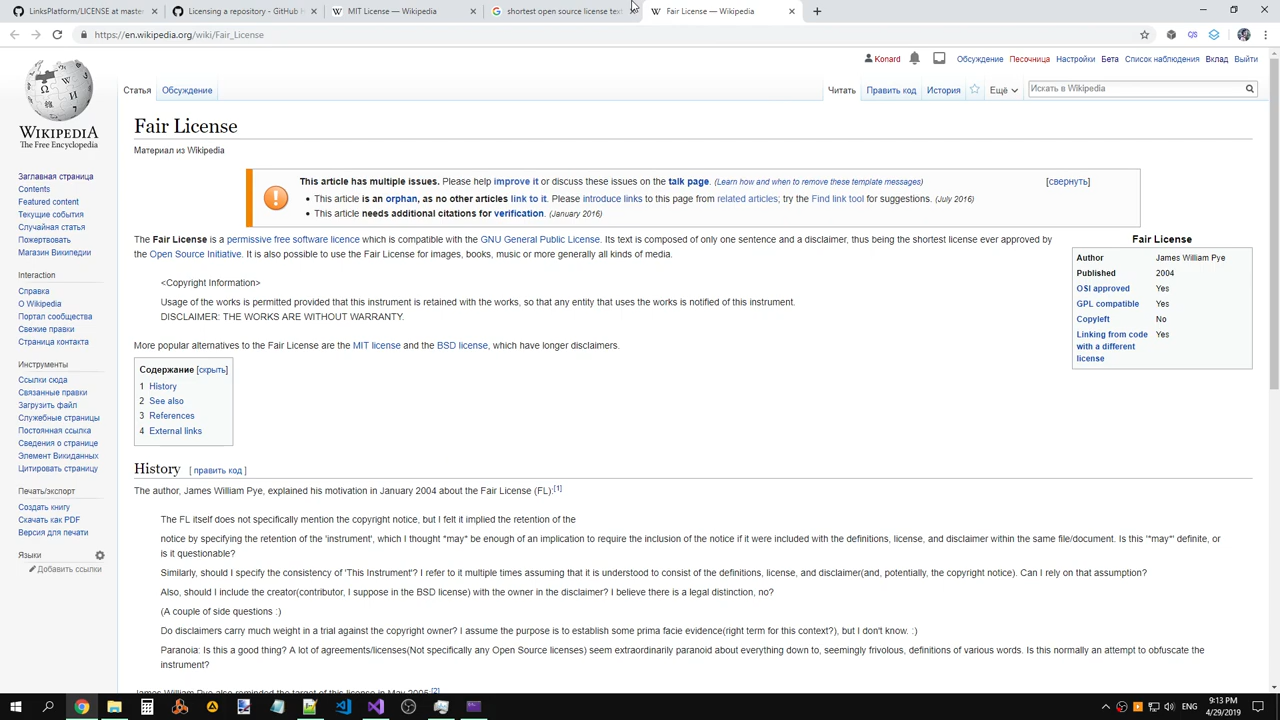 LinksPlatform/LICENSE at master
Licensing a repository - GitHub H
MIT License — Wikipedia
shortest open source license text
Fair License — Wikipedia
https://en.wikipedia.org/wiki/Fair_License
Konard
Обсуждение
Песочница
Настройки
Бета
Список наблюдения
Вклад
Выйти
Статья
Обсуждение
Читать
Править код
История
Ещё
Искать в Wikipedia
WIKIPEDIA
The Free Encyclopedia
Заглавная страница
Contents
Featured content
Текущие события
Случайная статья
Пожертвовать
Магазин Википедии
Interaction
Справка
О Wikipedia
Портал сообщества
Свежие правки
Страница контакта
Инструменты
Ссылки сюда
Связанные правки
Загрузить файл
Служебные страницы
Постоянная ссылка
Сведения о странице
Элемент Викиданных
Цитировать страницу
Печать/экспорт
Создать книгу
Скачать как PDF
Версия для печати
Языки
Добавить ссылки
Fair License
Материал из Wikipedia
This article has multiple issues. Please help improve it or discuss these issues on the talk page. (Learn how and when to remove these template messages)
[свернуть]
• This article is an orphan, as no other articles link to it. Please introduce links to this page from related articles; try the Find link tool for suggestions. (July 2016)
• This article needs additional citations for verification. (January 2016)
The Fair License is a permissive free software licence which is compatible with the GNU General Public License. Its text is composed of only one sentence and a disclaimer, thus being the shortest license ever approved by
the Open Source Initiative. It is also possible to use the Fair License for images, books, music or more generally all kinds of media.
<Copyright Information>
Usage of the works is permitted provided that this instrument is retained with the works, so that any entity that uses the works is notified of this instrument.
DISCLAIMER: THE WORKS ARE WITHOUT WARRANTY.
More popular alternatives to the Fair License are the MIT license and the BSD license, which have longer disclaimers.
Fair License
Author James William Pye
Published 2004
OSI approved Yes
GPL compatible Yes
Copyleft No
Linking from code Yes
with a different
license
Содержание [скрыть]
1 History
2 See also
3 References
4 External links
History [ править код ]
The author, James William Pye, explained his motivation in January 2004 about the Fair License (FL):[1]
The FL itself does not specifically mention the copyright notice, but I felt it implied the retention of the
notice by specifying the retention of the 'instrument', which I thought *may* be enough of an implication to require the inclusion of the notice if it were included with the definitions, license, and disclaimer within the same file/document. Is this '*may*' definite, or
is it questionable?
Similarly, should I specify the consistency of 'This Instrument'? I refer to it multiple times assuming that it is understood to consist of the definitions, license, and disclaimer(and, potentially, the copyright notice). Can I rely on that assumption?
Also, should I include the creator(contributor, I suppose in the BSD license) with the owner in the disclaimer? I believe there is a legal distinction, no?
(A couple of side questions :)
Do disclaimers carry much weight in a trial against the copyright owner? I assume the purpose is to establish some prima facie evidence(right term for this context?), but I don't know. :)
Paranoia: Is this a good thing? A lot of agreements/licenses(Not specifically any Open Source licenses) seem extraordinarily paranoid about everything down to, seemingly frivolous, definitions of various words. Is this normally an attempt to obfuscate the
instrument?
James William Pye also reminded the target of this license in May 2005:[2]
ENG
9:13 PM
4/29/2019